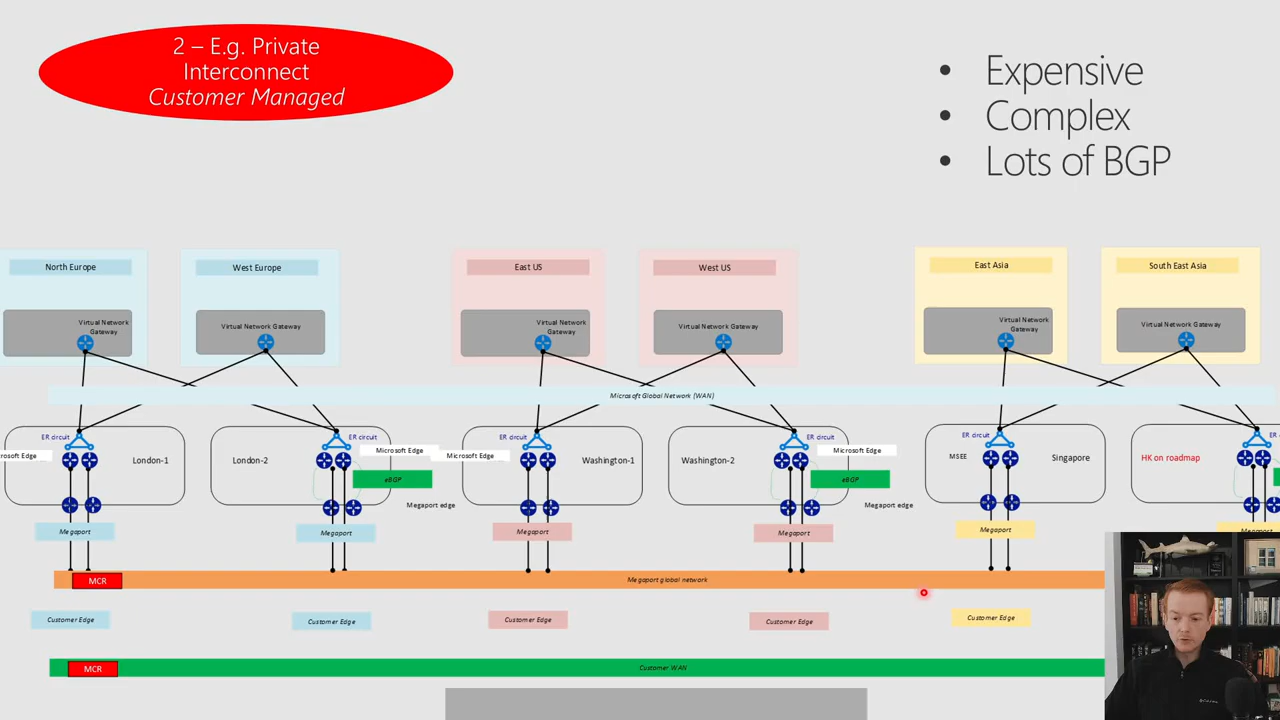 2 – E.g. Private
Interconnect
Customer Managed
• Expensive
• Complex
• Lots of BGP
North Europe
West Europe
East US
West US
East Asia
South East Asia
Virtual Network
Gateway
Virtual Network Gateway
Virtual Network
Gateway
Virtual Network Gateway
Virtual Network
Gateway
Virtual Network Gateway
Microsoft Global Network (WAN)
ER circuit
ER circuit
ER circuit
ER circuit
ER circuit
ER circuit
Microsoft Edge
Microsoft Edge
Microsoft Edge
London-1
London-2
Washington-1
Washington-2
MSEE
Singapore
HK on roadmap
eBGP
eBGP
Megaport edge
Megaport edge
Megaport
Megaport
Megaport
Megaport
Megaport
MCR
Megaport global network
Customer Edge
Customer Edge
Customer Edge
Customer Edge
Customer Edge
MCR
Customer WAN